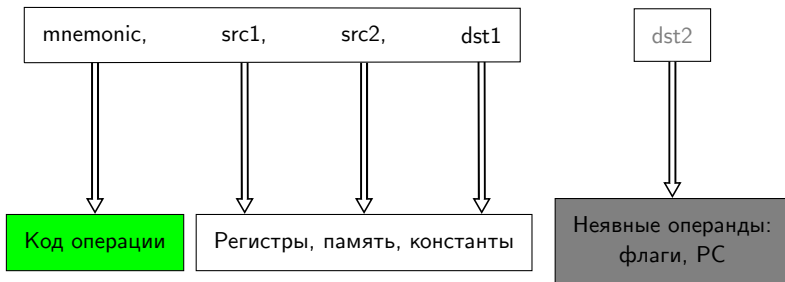 mnemonic, src1, src2, dst1
dst2
Код операции
Регистры, память, константы
Неявные операнды:
флаги, PC